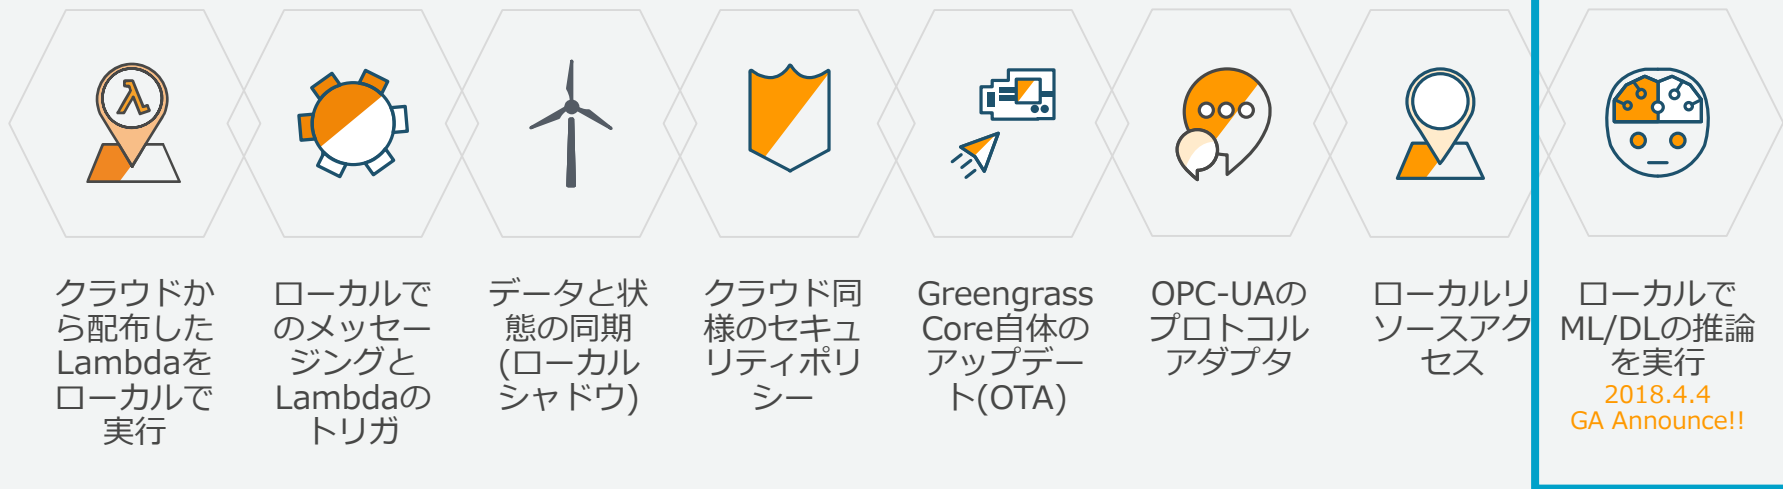 クラウドか
ら配布した
Lambdaを
ローカルで
実行
ローカルで
のメッセー
ジングと
Lambdaの
トリガ
データと状
態の同期
(ローカル
シャドウ)
クラウド同
様のセキュ
リティポリ
シー
Greengrass
Core自体の
アップデー
ト(OTA)
OPC-UAの
プロトコル
アダプタ
ローカルリ
ソースアク
セス
ローカルで
ML/DLの推論
を実行
2018.4.4
GA Announce!!